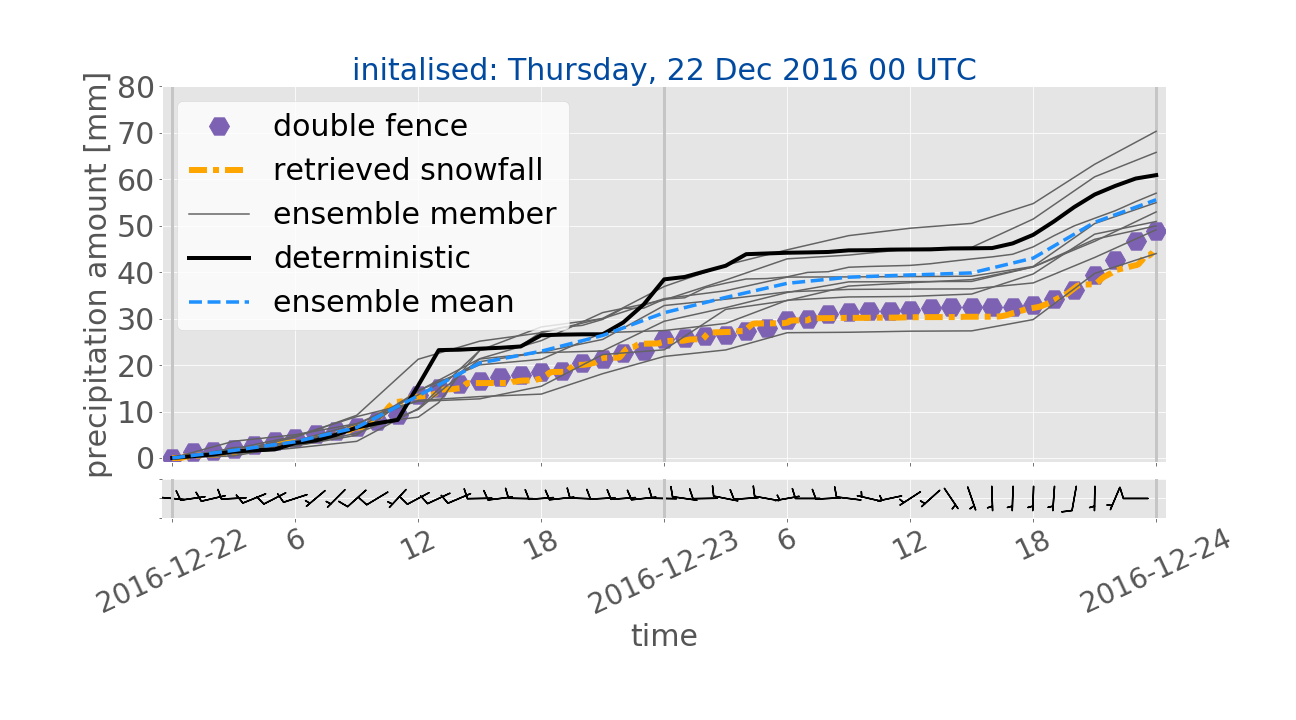 initalised: Thursday, 22 Dec 2016 00 UTC
precipitation amount [mm]
80
70
60
50
40
30
20
10
0
double fence
retrieved snowfall
ensemble member
deterministic
ensemble mean
2016-12-22
6
12
18
2016-12-23
6
12
18
2016-12-24
time